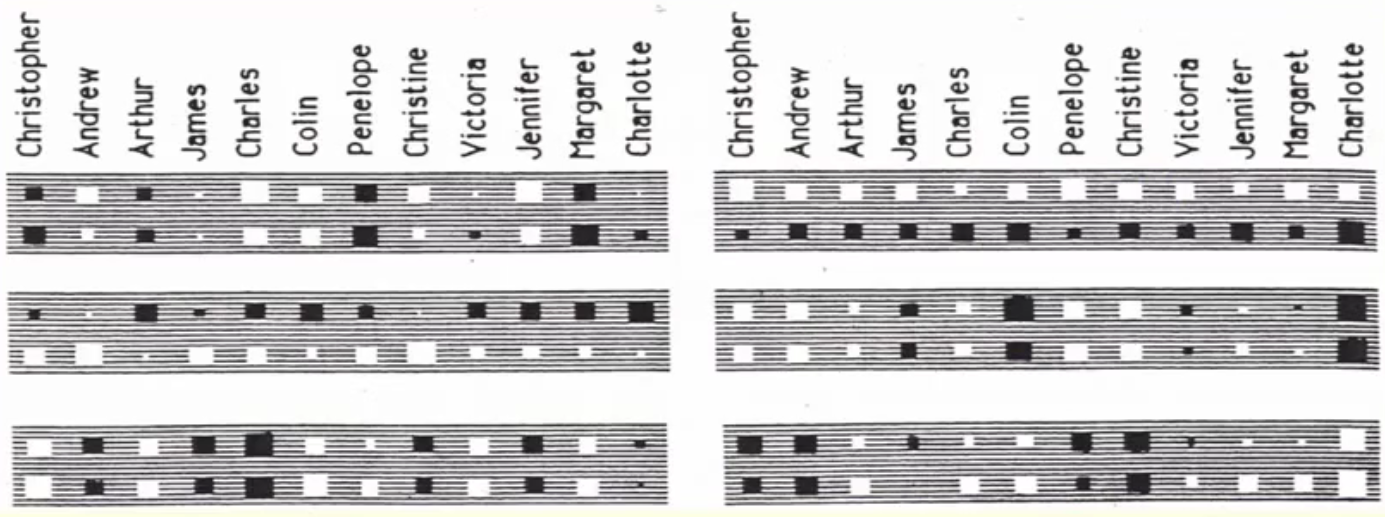 Christopher
Andrew
Arthur
James
Charles
Colin
Penelope
Christine
Victoria
Jennifer
Margaret
Charlotte
Christopher
Andrew
Arthur
James
Charles
Colin
Penelope
Christine
Victoria
Jennifer
Margaret
Charlotte